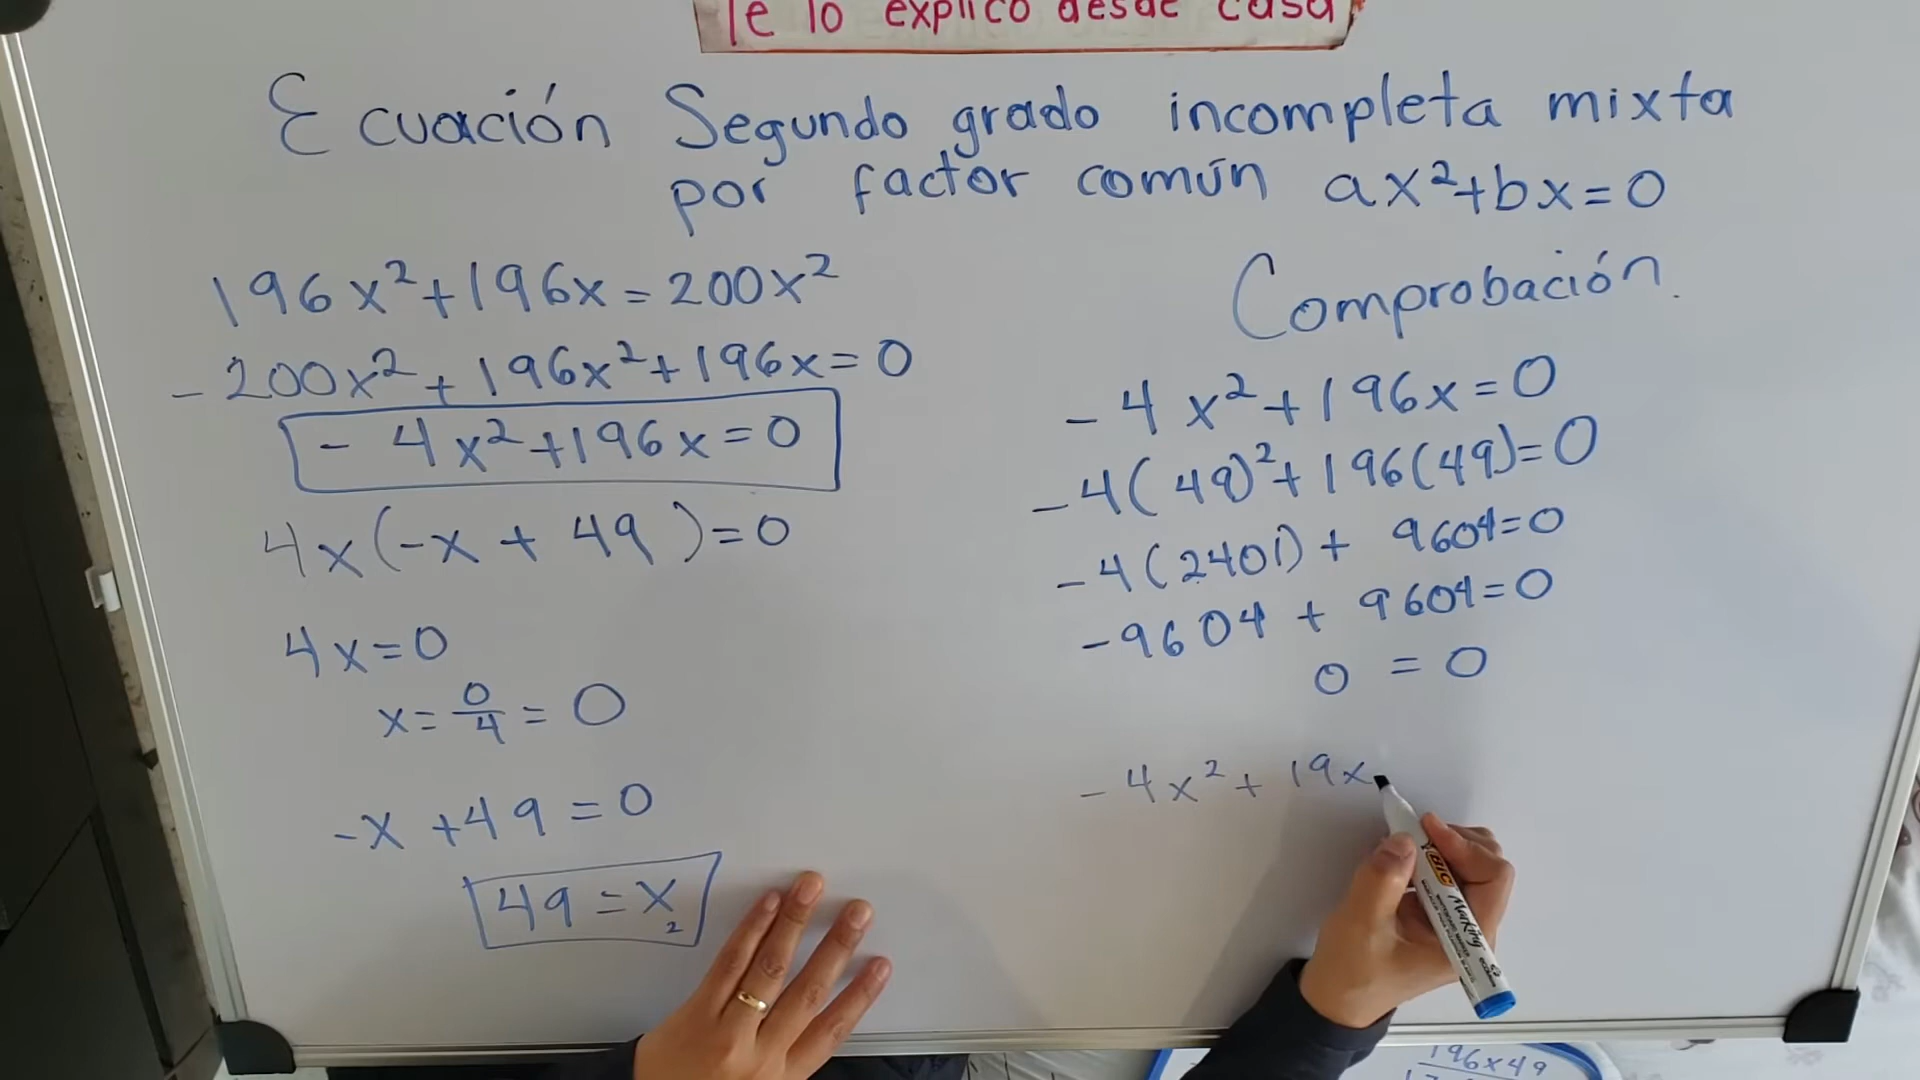 Te lo explico desde casa
Ecuación Segundo grado incompleta mixta
por factor común ax²+bx=0
196x²+196x=200x²
-200x²+196x²+196x=0
-4x²+196x=0
4x(-x+49)=0
4x=0
x=0/4=0
-x+49=0
49=x₂
Comprobación.
-4x²+196x=0
-4(49)²+196(49)=0
-4(2401)+9604=0
-9604+9604=0
0=0
-4x²+19x
BIC Marking
196x49